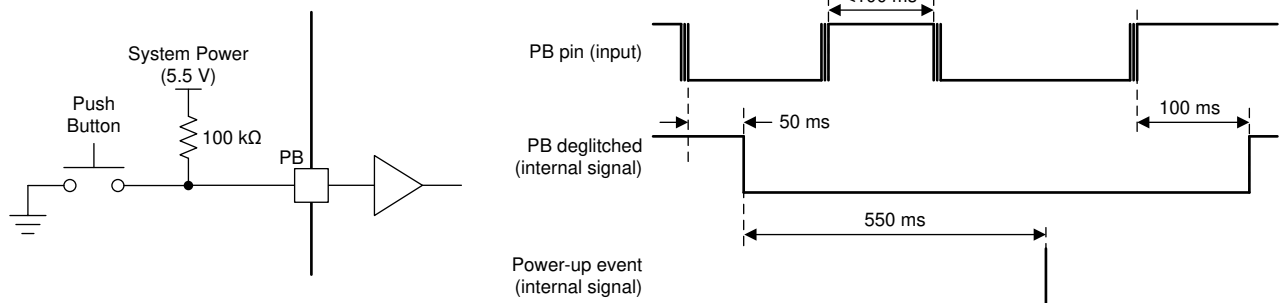 System Power
(5.5 V)
Push
Button
100 kΩ
PB
PB pin (input)
100 ms
50 ms
PB deglitched
(internal signal)
550 ms
Power-up event
(internal signal)